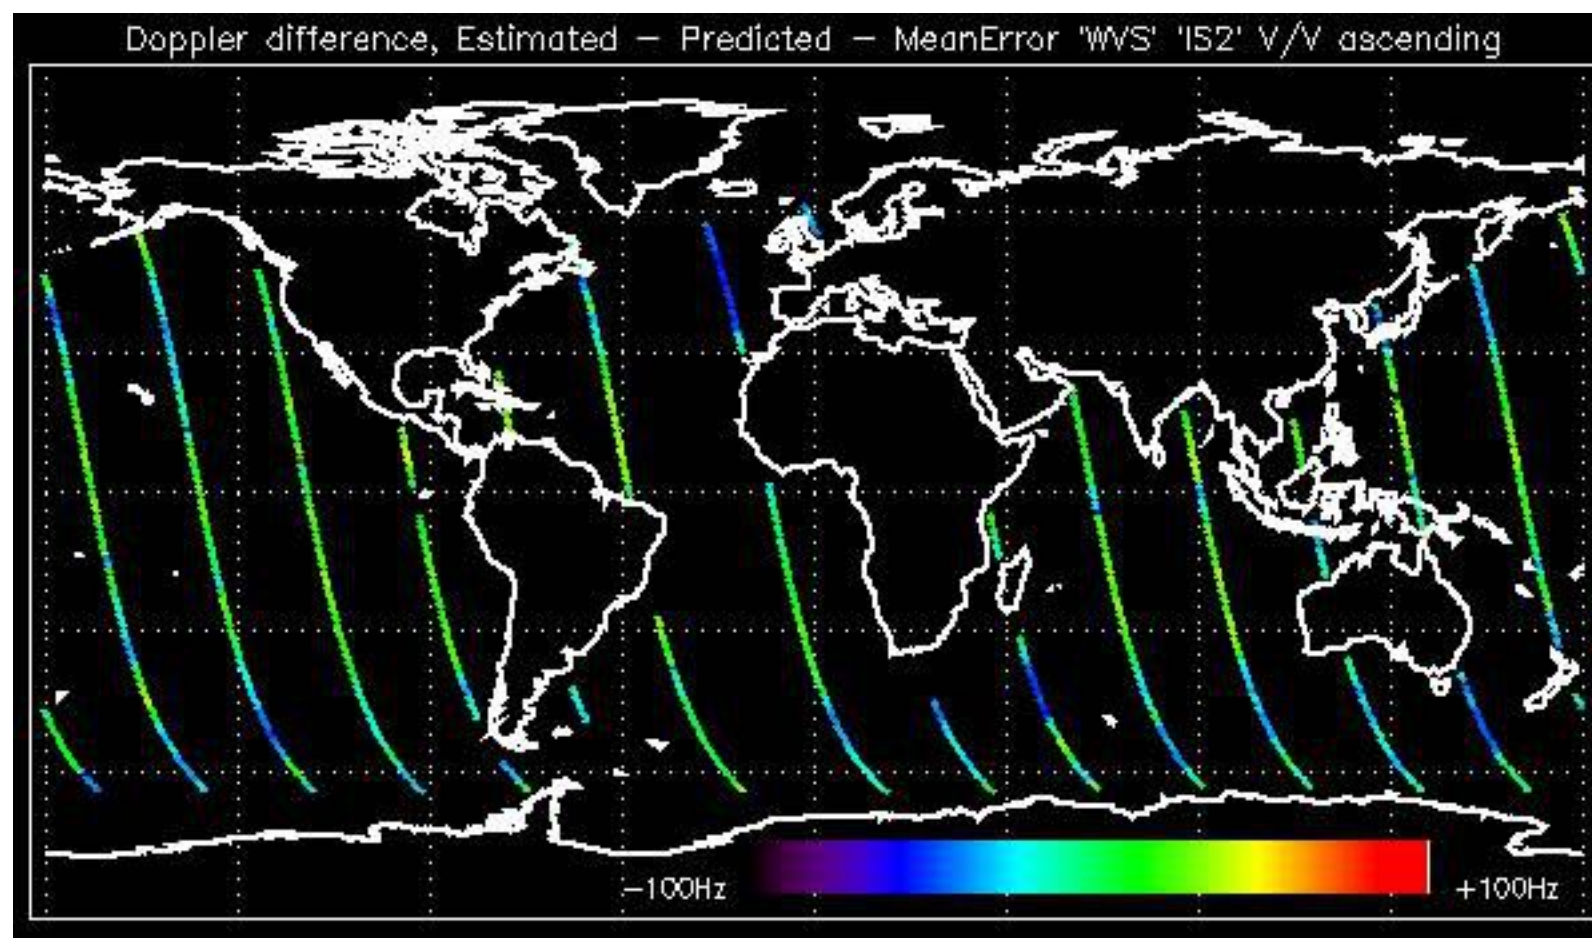 Doppler difference, Estimated - Predicted - MeanError 'WVS' 'IS2' V/V ascending
-100Hz +100Hz